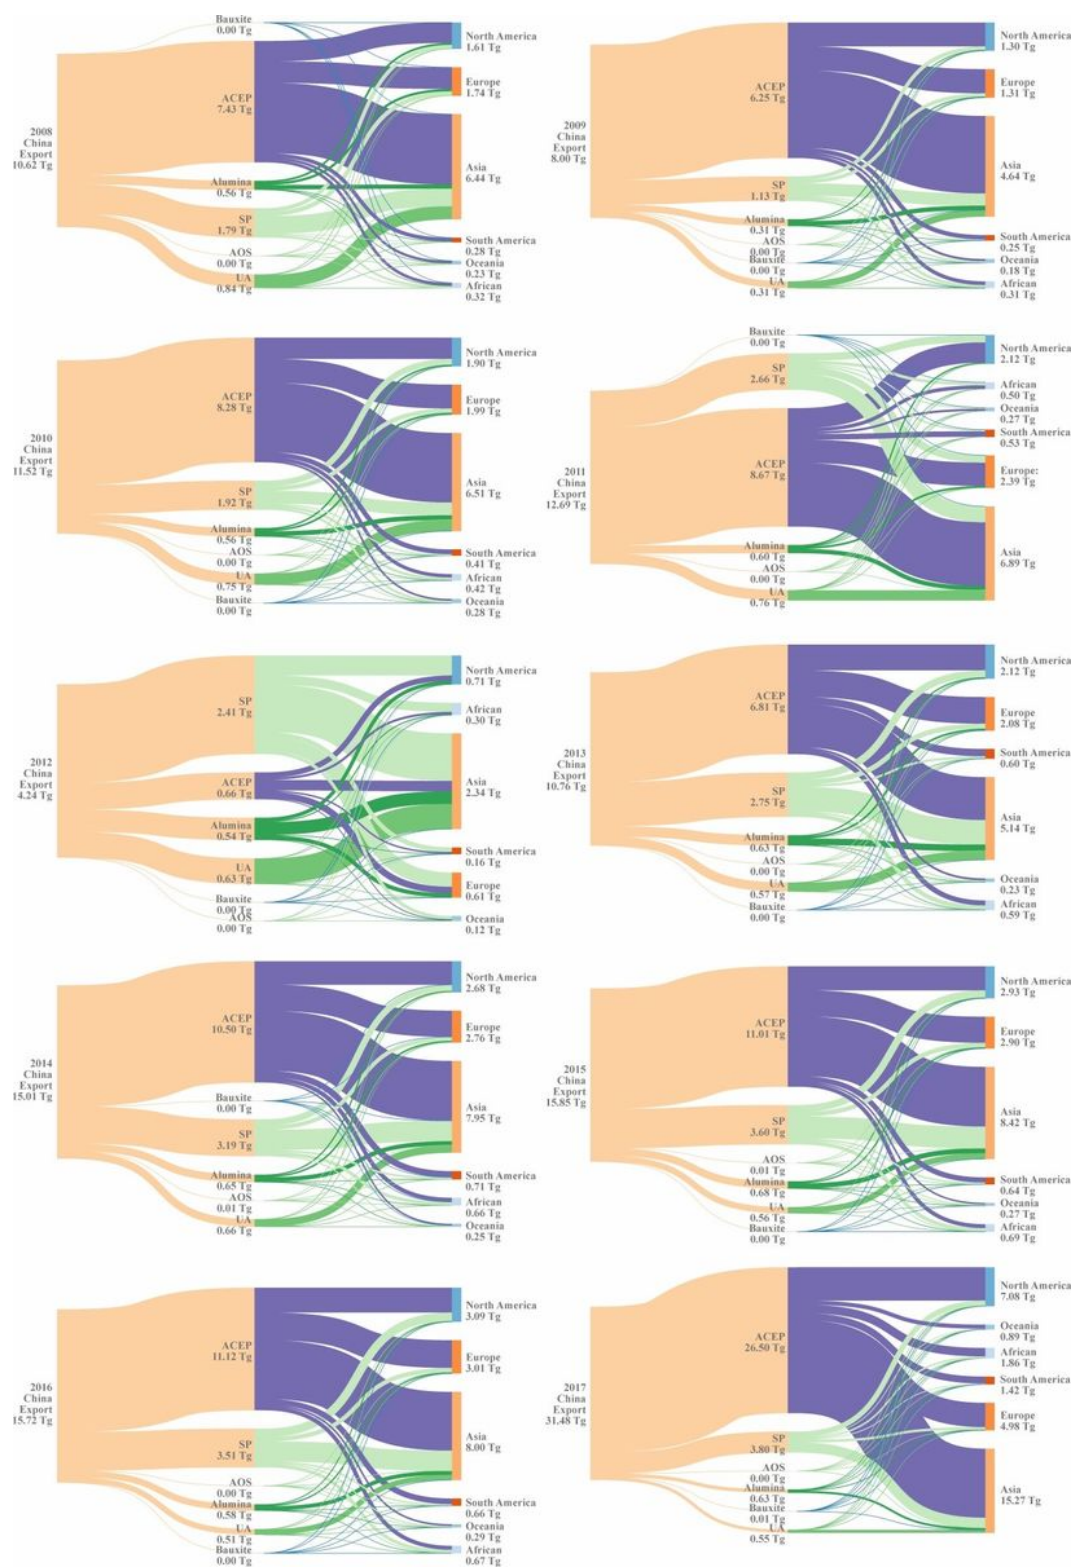 Bauxite
0.00 Tg
North America
1.61 Tg
Europe
1.74 Tg
ACEP
7.43 Tg
2008
China
Export
10.62 Tg
Asia
6.44 Tg
Alumina
0.56 Tg
SP
1.79 Tg
AOS
0.00 Tg
UA
0.84 Tg
South America
0.28 Tg
Oceania
0.23 Tg
African
0.32 Tg
North America
1.30 Tg
Europe
1.31 Tg
ACEP
6.25 Tg
2009
China
Export
8.00 Tg
Asia
4.64 Tg
SP
1.13 Tg
Alumina
0.31 Tg
AOS
0.00 Tg
Bauxite
0.00 Tg
UA
0.31 Tg
South America
0.25 Tg
Oceania
0.18 Tg
African
0.31 Tg
North America
1.90 Tg
Europe
1.99 Tg
ACEP
8.28 Tg
2010
China
Export
11.52 Tg
Asia
6.51 Tg
SP
1.92 Tg
Alumina
0.56 Tg
AOS
0.00 Tg
UA
0.75 Tg
Bauxite
0.00 Tg
South America
0.41 Tg
African
0.42 Tg
Oceania
0.28 Tg
Bauxite
0.00 Tg
North America
2.12 Tg
SP
2.66 Tg
African
0.50 Tg
Oceania
0.27 Tg
South America
0.53 Tg
2011
China
Export
12.69 Tg
ACEP
8.67 Tg
Europe:
2.39 Tg
Alumina
0.60 Tg
AOS
0.00 Tg
UA
0.76 Tg
Asia
6.89 Tg
North America
0.71 Tg
SP
2.41 Tg
African
0.30 Tg
2012
China
Export
4.24 Tg
ACEP
0.66 Tg
Asia
2.34 Tg
Alumina
0.54 Tg
UA
0.63 Tg
Bauxite
0.00 Tg
AOS
0.00 Tg
South America
0.16 Tg
Europe
0.61 Tg
Oceania
0.12 Tg
North America
2.12 Tg
ACEP
6.81 Tg
Europe
2.08 Tg
South America
0.60 Tg
2013
China
Export
10.76 Tg
SP
2.75 Tg
Asia
5.14 Tg
Alumina
0.63 Tg
AOS
0.00 Tg
UA
0.57 Tg
Bauxite
0.00 Tg
Oceania
0.23 Tg
African
0.59 Tg
North America
2.68 Tg
ACEP
10.50 Tg
Europe
2.76 Tg
2014
China
Export
15.01 Tg
Bauxite
0.00 Tg
Asia
7.95 Tg
SP
3.19 Tg
Alumina
0.65 Tg
AOS
0.01 Tg
UA
0.66 Tg
South America
0.71 Tg
African
0.66 Tg
Oceania
0.25 Tg
North America
2.93 Tg
ACEP
11.01 Tg
Europe
2.90 Tg
2015
China
Export
15.85 Tg
Asia
8.42 Tg
SP
3.60 Tg
AOS
0.01 Tg
Alumina
0.68 Tg
UA
0.56 Tg
Bauxite
0.00 Tg
South America
0.64 Tg
Oceania
0.27 Tg
African
0.69 Tg
North America
3.09 Tg
ACEP
11.12 Tg
Europe
3.01 Tg
2016
China
Export
15.72 Tg
SP
3.51 Tg
Asia
8.00 Tg
AOS
0.00 Tg
Alumina
0.58 Tg
UA
0.51 Tg
Bauxite
0.00 Tg
South America
0.66 Tg
Oceania
0.29 Tg
African
0.67 Tg
North America
7.08 Tg
ACEP
26.50 Tg
Oceania
0.89 Tg
African
1.86 Tg
South America
1.42 Tg
2017
China
Export
31.48 Tg
Europe
4.98 Tg
SP
3.80 Tg
AOS
0.00 Tg
Alumina
0.63 Tg
Bauxite
0.01 Tg
UA
0.55 Tg
Asia
15.27 Tg